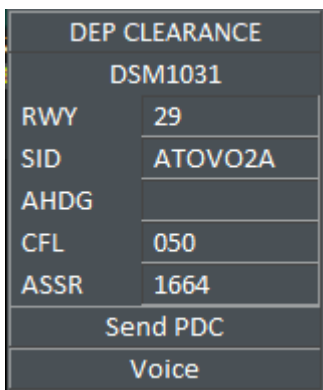 DEP CLEARANCE
DSM1031
RWY 29
SID ATOVO2A
AHDG
CFL 050
ASSR 1664
Send PDC
Voice